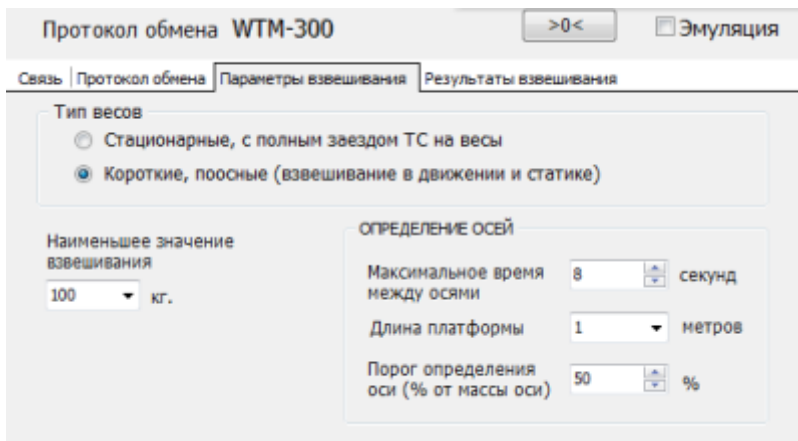 Протокол обмена WTM-300 >0< Эмуляция
Связь Протокол обмена Параметры взвешивания Результаты взвешивания
Тип весов
Стационарные, с полным заездом ТС на весы
Короткие, поосные (взвешивание в движении и статике)
Наименьшее значение
взвешивания
100 кг.
ОПРЕДЕЛЕНИЕ ОСЕЙ
Максимальное время
между осями
8 секунд
Длина платформы 1 метров
Порог определения
оси (% от массы оси)
50 %